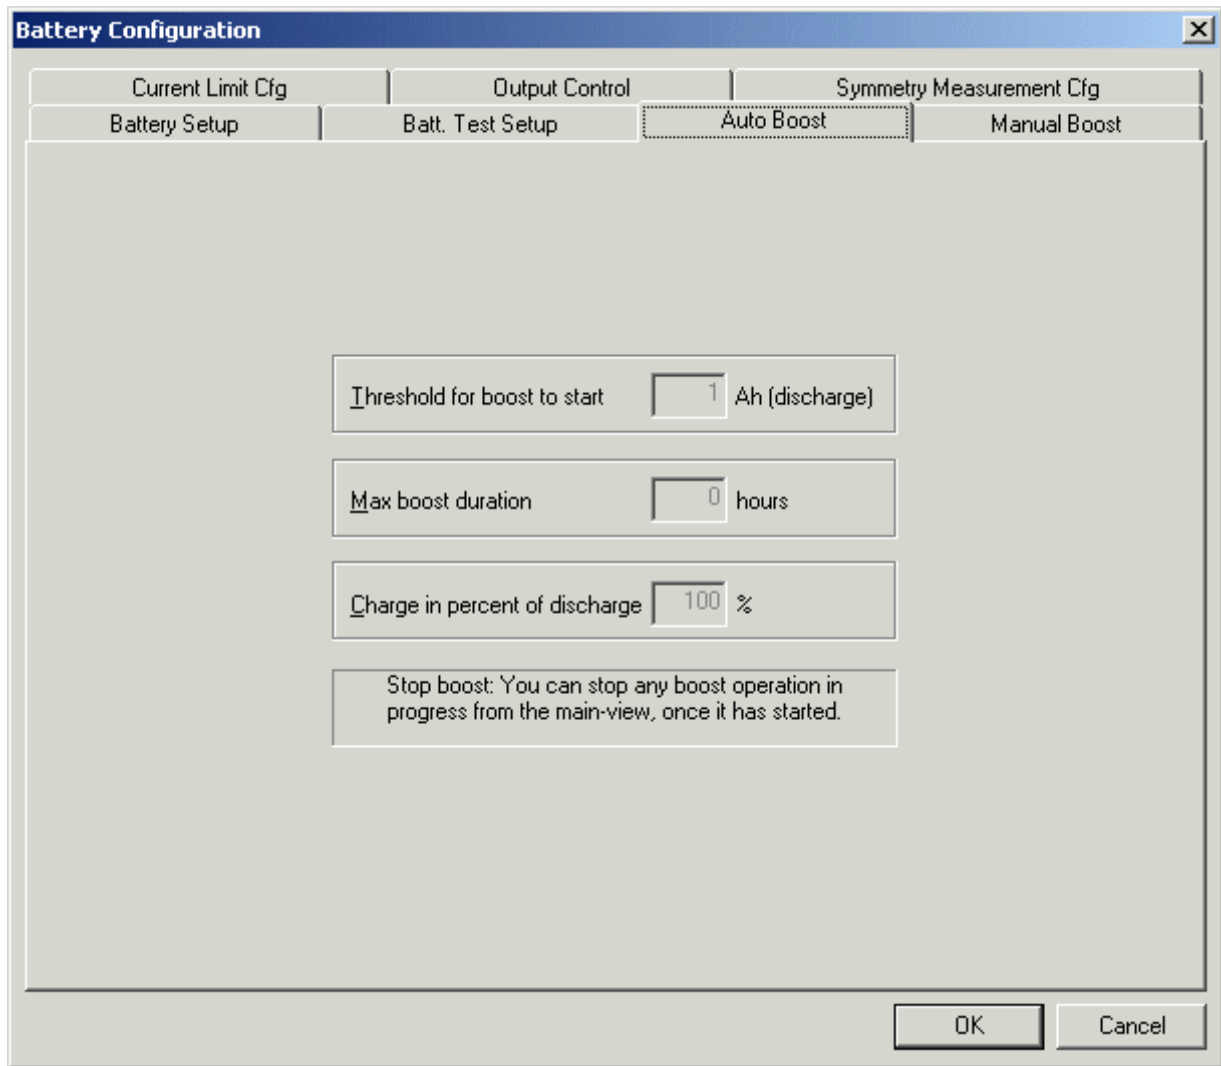 Battery Configuration
Current Limit Cfg
Output Control
Symmetry Measurement Cfg
Battery Setup
Batt. Test Setup
Auto Boost
Manual Boost
Threshold for boost to start 1 Ah (discharge)
Max boost duration 0 hours
Charge in percent of discharge 100 %
Stop boost: You can stop any boost operation in
progress from the main-view, once it has started.
OK
Cancel